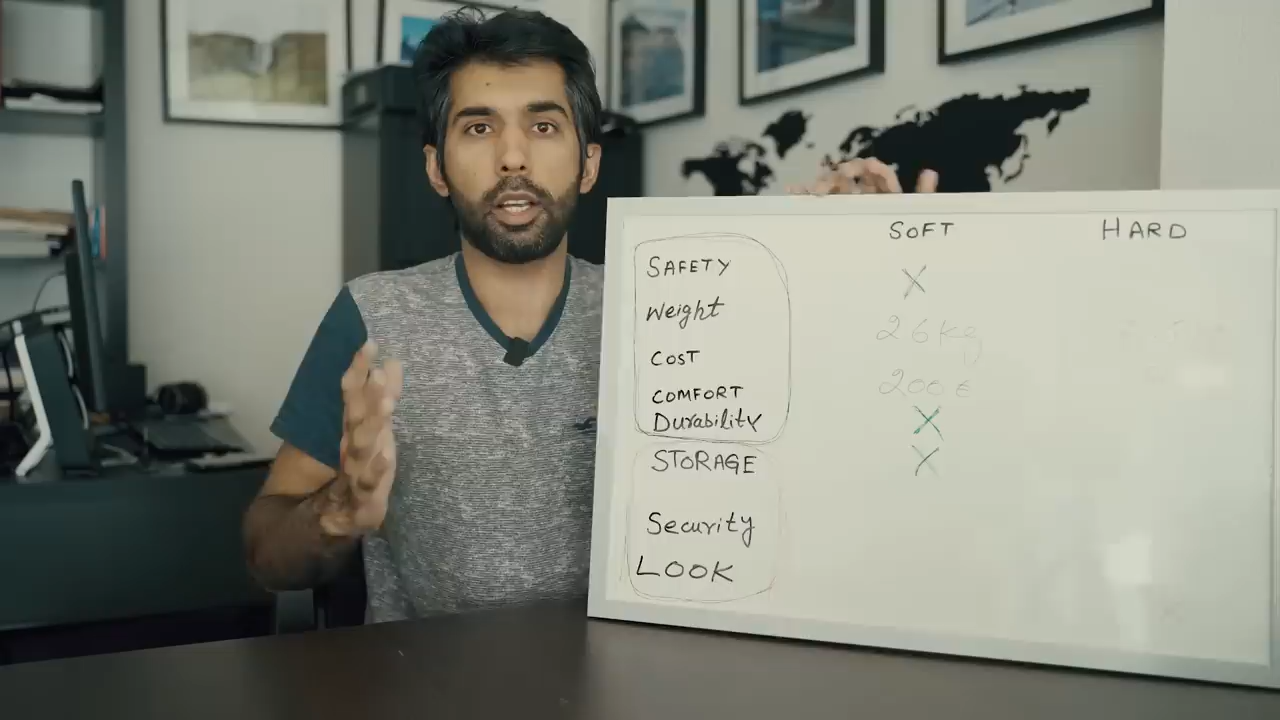 SOFT HARD
SAFETY X
Weight 26kg
COST 200€
COMFORT
Durability X
STORAGE X
Security
LOOK